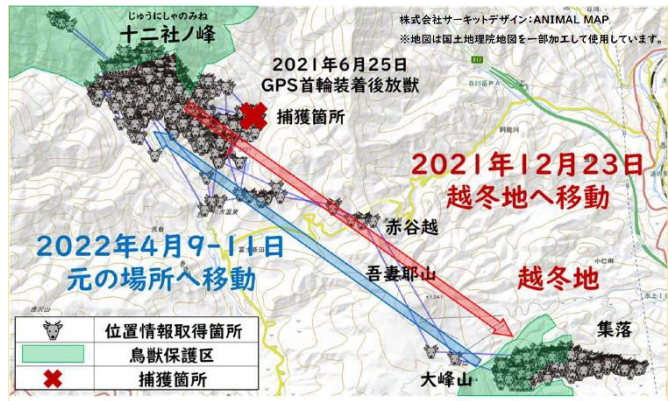 じゅうにしゃのみね
十二社ノ峰
株式会社サーキットデザイン:ANIMAL MAP
※地図は国土地理院地図を一部加工して使用しています。
2021年6月25日
GPS首輪装着後放獣
捕獲箇所
2021年12月23日
越冬地へ移動
赤谷越
2022年4月9-11日
元の場所へ移動
吾妻耶山
越冬地
集落
大峰山
位置情報取得箇所
鳥獣保護区
捕獲箇所